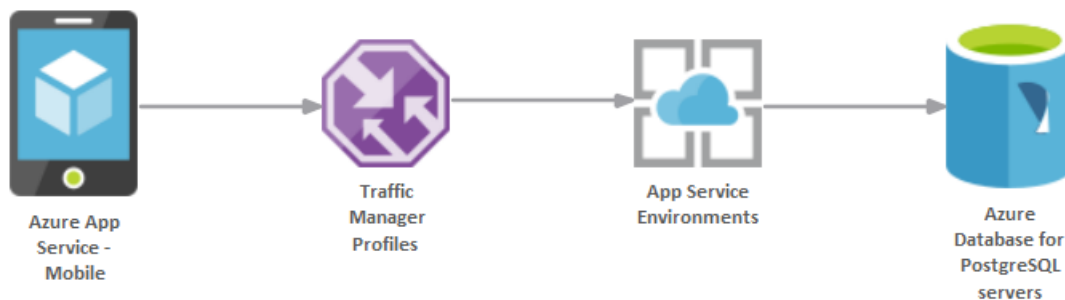 Azure App
Service -
Mobile
Traffic
Manager
Profiles
App Service
Environments
Azure
Database for
PostgreSQL
servers